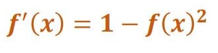 f′(x) = 1 − f(x)²